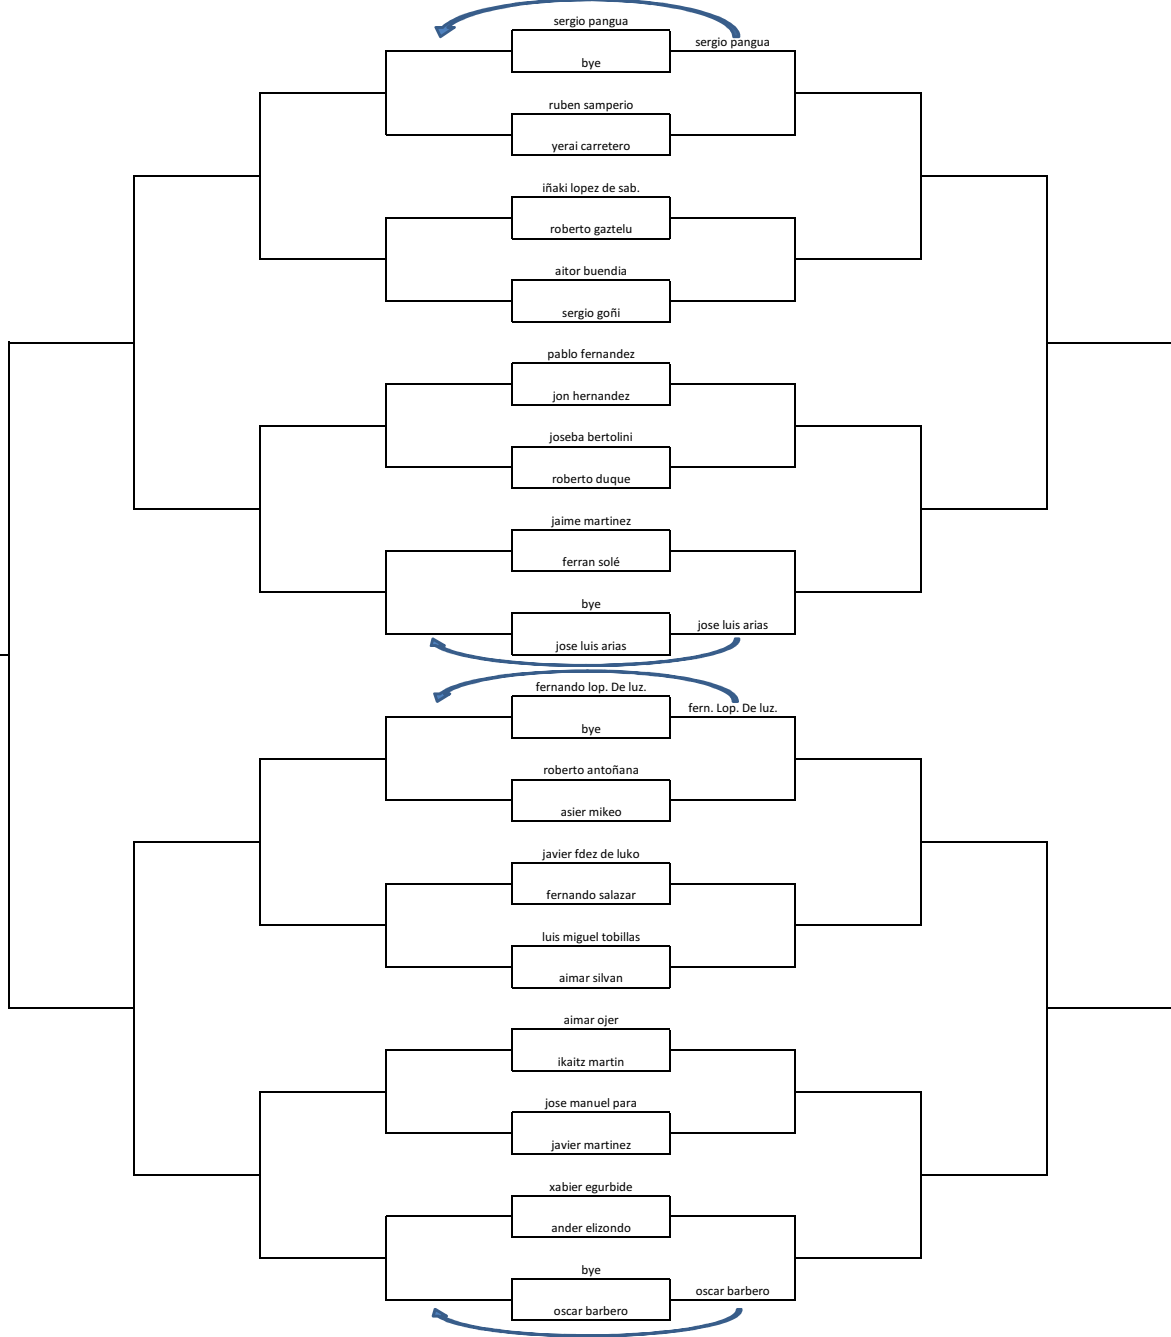 sergio pangua
sergio pangua
bye
ruben samperio
yerai carretero
iñaki lopez de sab.
roberto gaztelu
aitor buendia
sergio goñi
pablo fernandez
jon hernandez
joseba bertolini
roberto duque
jaime martinez
ferran solé
bye
jose luis arias
jose luis arias
fernando lop. De luz.
fern. Lop. De luz.
bye
roberto antoñana
asier mikeo
javier fdez de luko
fernando salazar
luis miguel tobillas
aimar silvan
aimar ojer
ikaitz martin
jose manuel para
javier martinez
xabier egurbide
ander elizondo
bye
oscar barbero
oscar barbero